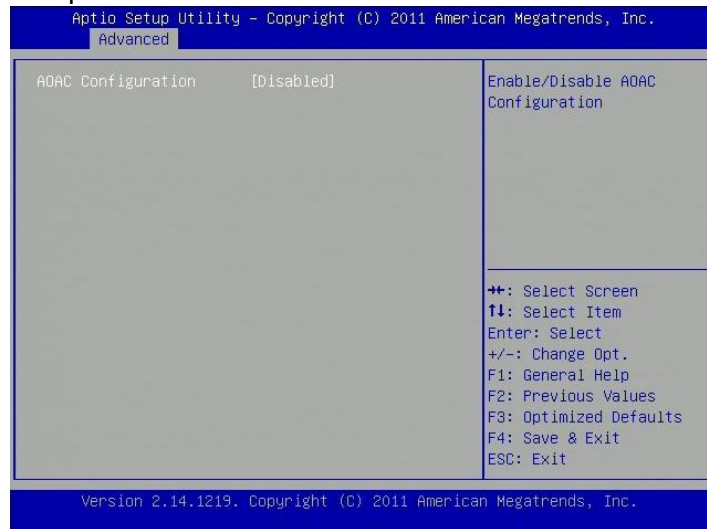 Aptio Setup Utility – Copyright (C) 2011 American Megatrends, Inc.
Advanced
AOAC Configuration [Disabled]
Enable/Disable AOAC
Configuration
→←: Select Screen
↑↓: Select Item
Enter: Select
+/-: Change Opt.
F1: General Help
F2: Previous Values
F3: Optimized Defaults
F4: Save & Exit
ESC: Exit
Version 2.14.1219. Copyright (C) 2011 American Megatrends, Inc.